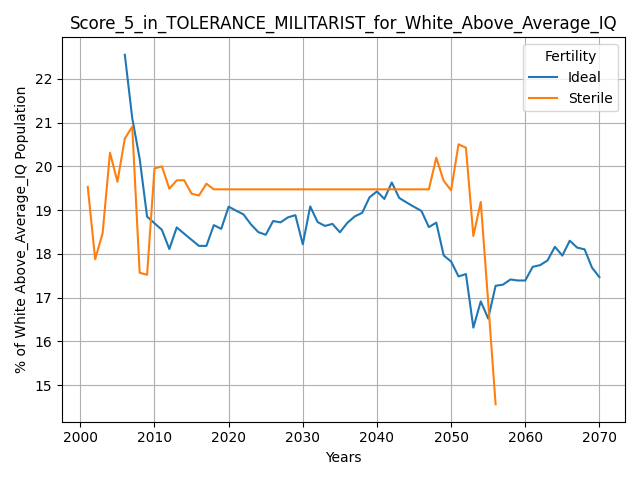 Score_5_in_TOLERANCE_MILITARIST_for_White_Above_Average_IQ
% of White Above_Average_IQ Population
22
21
20
19
18
17
16
15
Fertility
Ideal
Sterile
2000 2010 2020 2030 2040 2050 2060 2070
Years